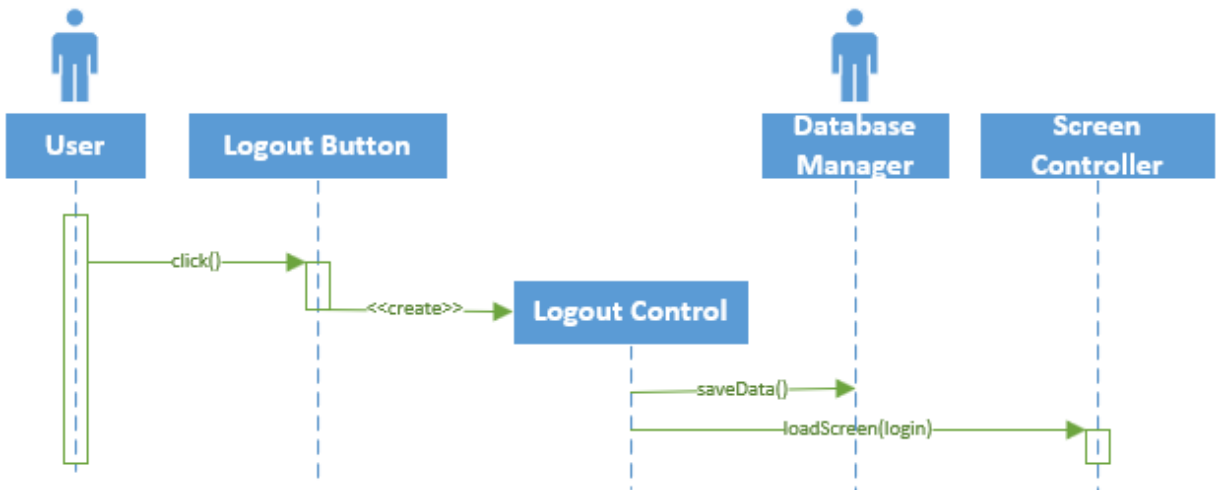 User
Logout Button
Database
Manager
Screen
Controller
click()
<<create>>
Logout Control
saveData()
loadScreen(login)